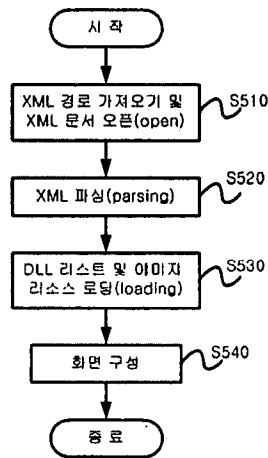 시 작
XML 경로 가져오기 및
XML 문서 오픈(open)
S510
XML 파싱(parsing)
S520
DLL 리스트 및 이미지
리소스 로딩(loading)
S530
화면 구성
S540
종 료